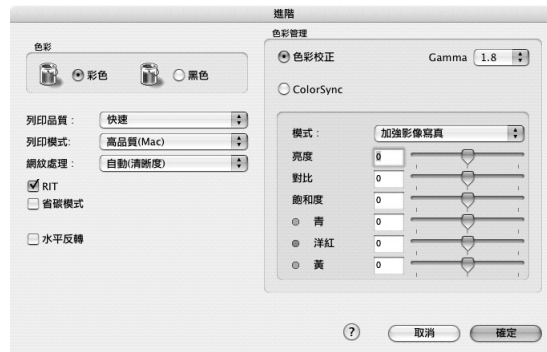 進階
色彩
彩色
黑色
列印品質：
快速
列印模式：
高品質(Mac)
網紋處理：
自動(清晰度)
RIT
省碳模式
水平反轉
色彩管理
色彩校正
Gamma
1.8
ColorSync
模式：
加強影像寫真
亮度
0
對比
0
飽和度
0
青
0
洋紅
0
黃
0
?
取消
確定